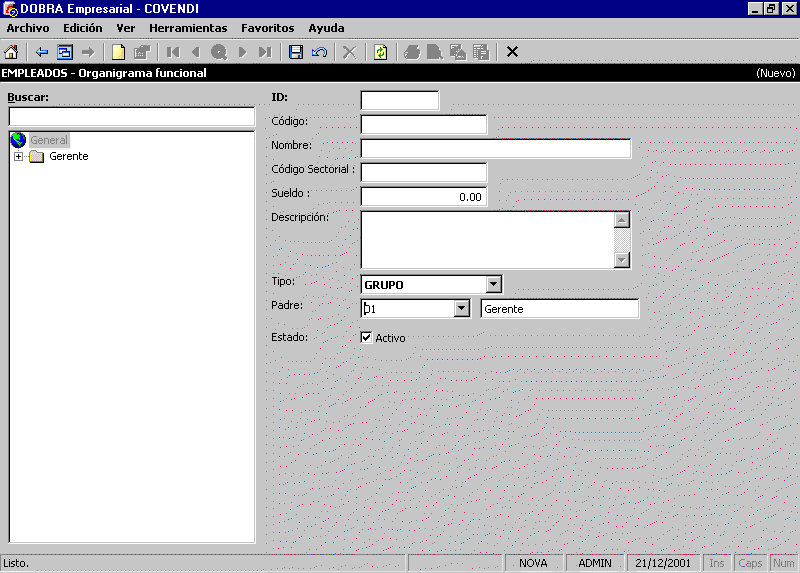 DOBRA Empresarial - COVENDI
Archivo Edición Ver Herramientas Favoritos Ayuda
EMPLEADOS - Organigrama funcional (Nuevo)
Buscar:
General
Gerente
ID:
Código:
Nombre:
Código Sectorial :
Sueldo : 0.00
Descripción:
Tipo: GRUPO
Padre: 01 Gerente
Estado: Activo
Listo. NOVA ADMIN 21/12/2001 Ins Caps Num